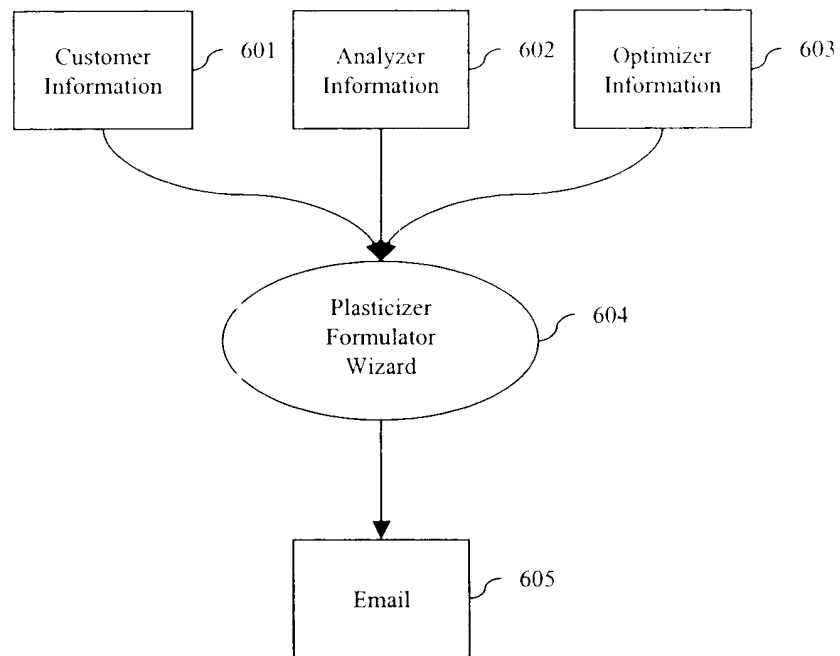 Customer
Information
601
Analyzer
Information
602
Optimizer
Information
603
Plasticizer
Formulator
Wizard
604
Email
605